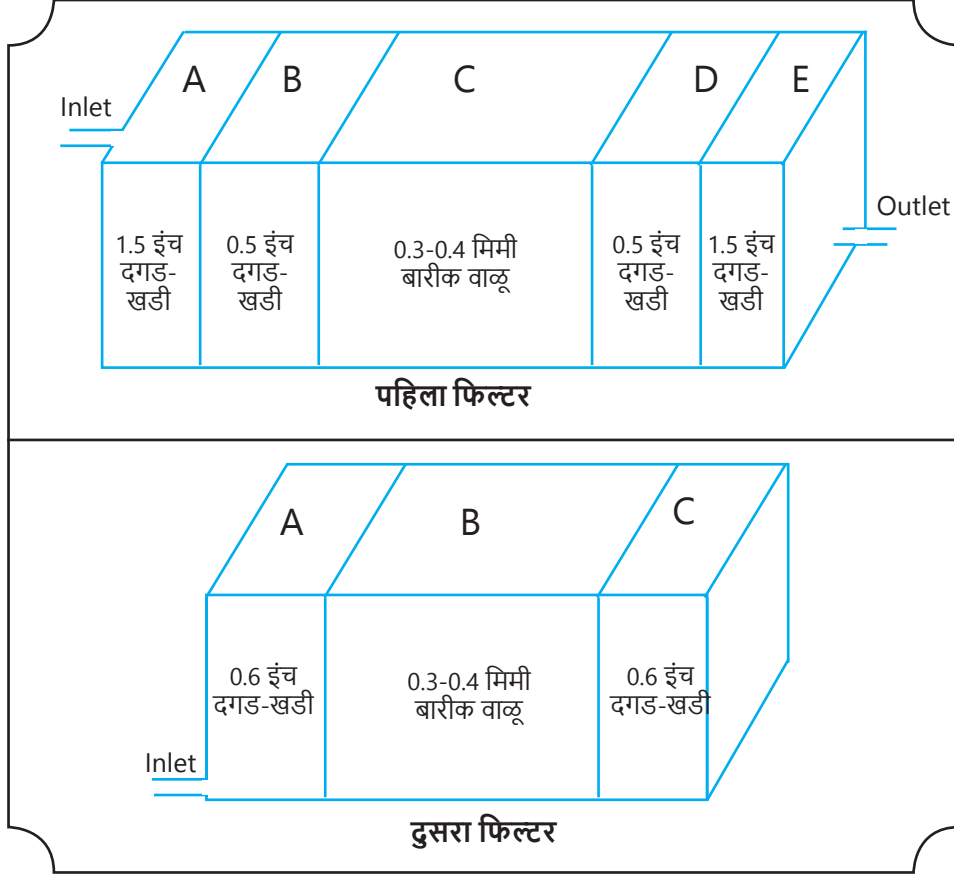 A B C D E
Inlet
Outlet
1.5 इंच
दगड-
खडी
0.5 इंच
दगड-
खडी
0.3-0.4 मिमी
बारीक वाळू
0.5 इंच
दगड-
खडी
1.5 इंच
दगड-
खडी
पहिला फिल्टर
A B C
0.6 इंच
दगड-खडी
0.3-0.4 मिमी
बारीक वाळू
0.6 इंच
दगड-खडी
Inlet
दुसरा फिल्टर